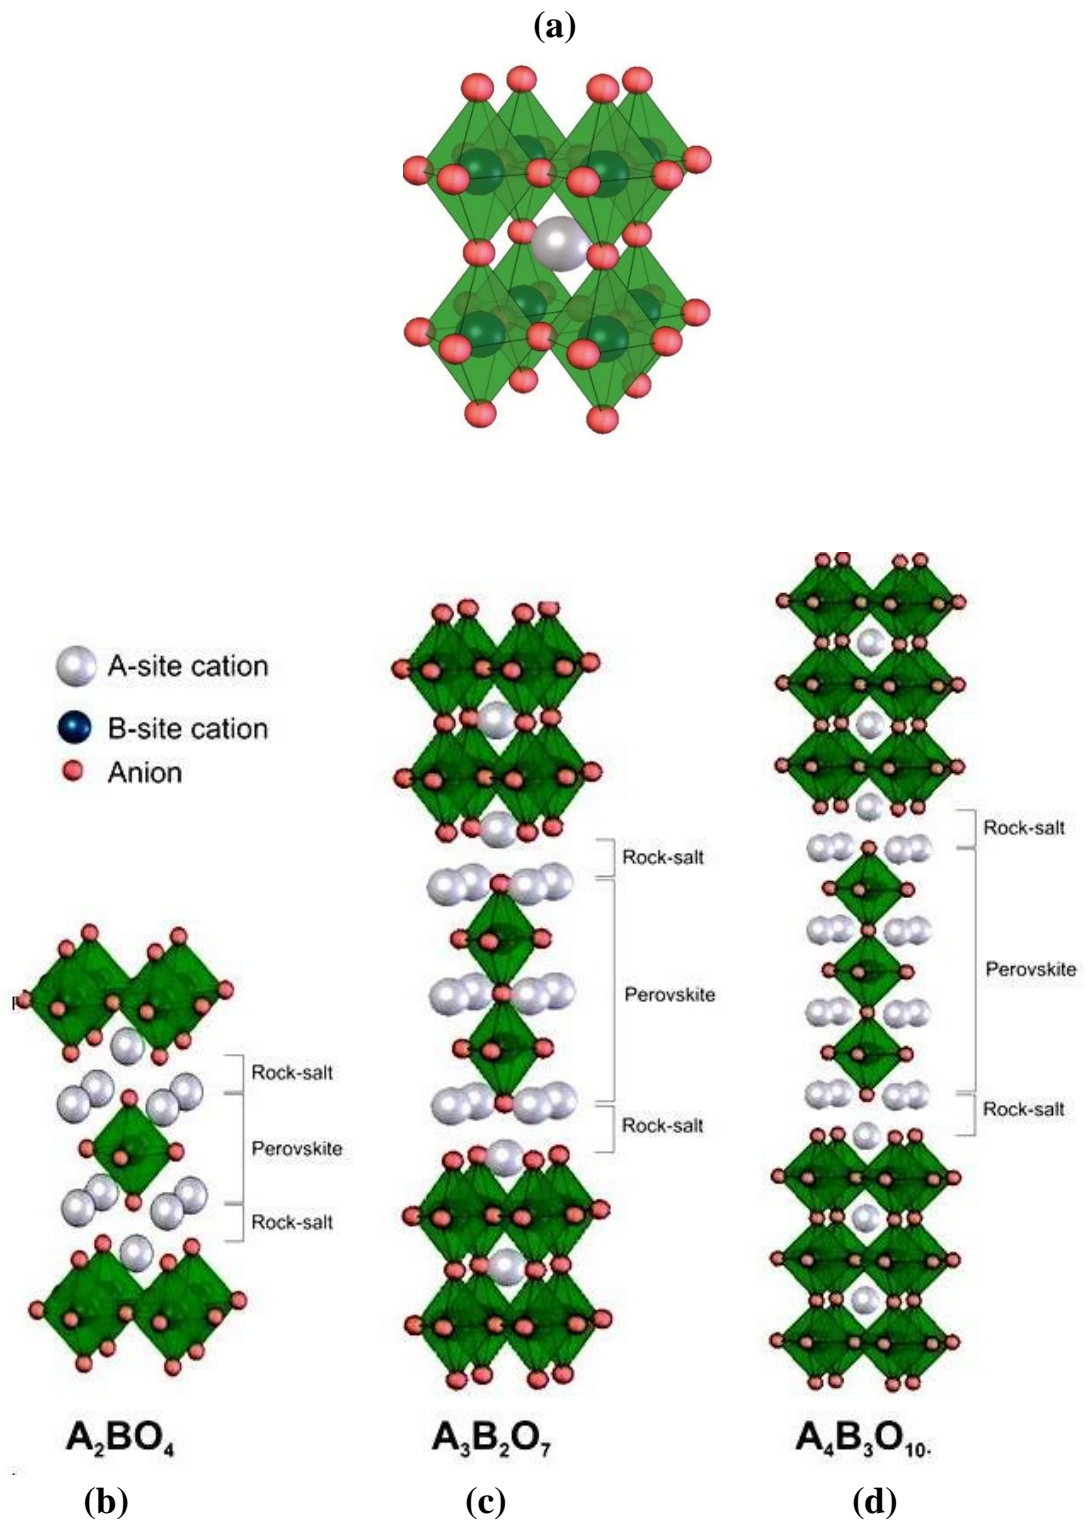 (a)
A-site cation
B-site cation
Anion
Rock-salt
Perovskite
Rock-salt
A₂BO₄
(b)
Rock-salt
Perovskite
Rock-salt
A₃B₂O₇
(c)
Rock-salt
Perovskite
Rock-salt
A₄B₃O₁₀.
(d)